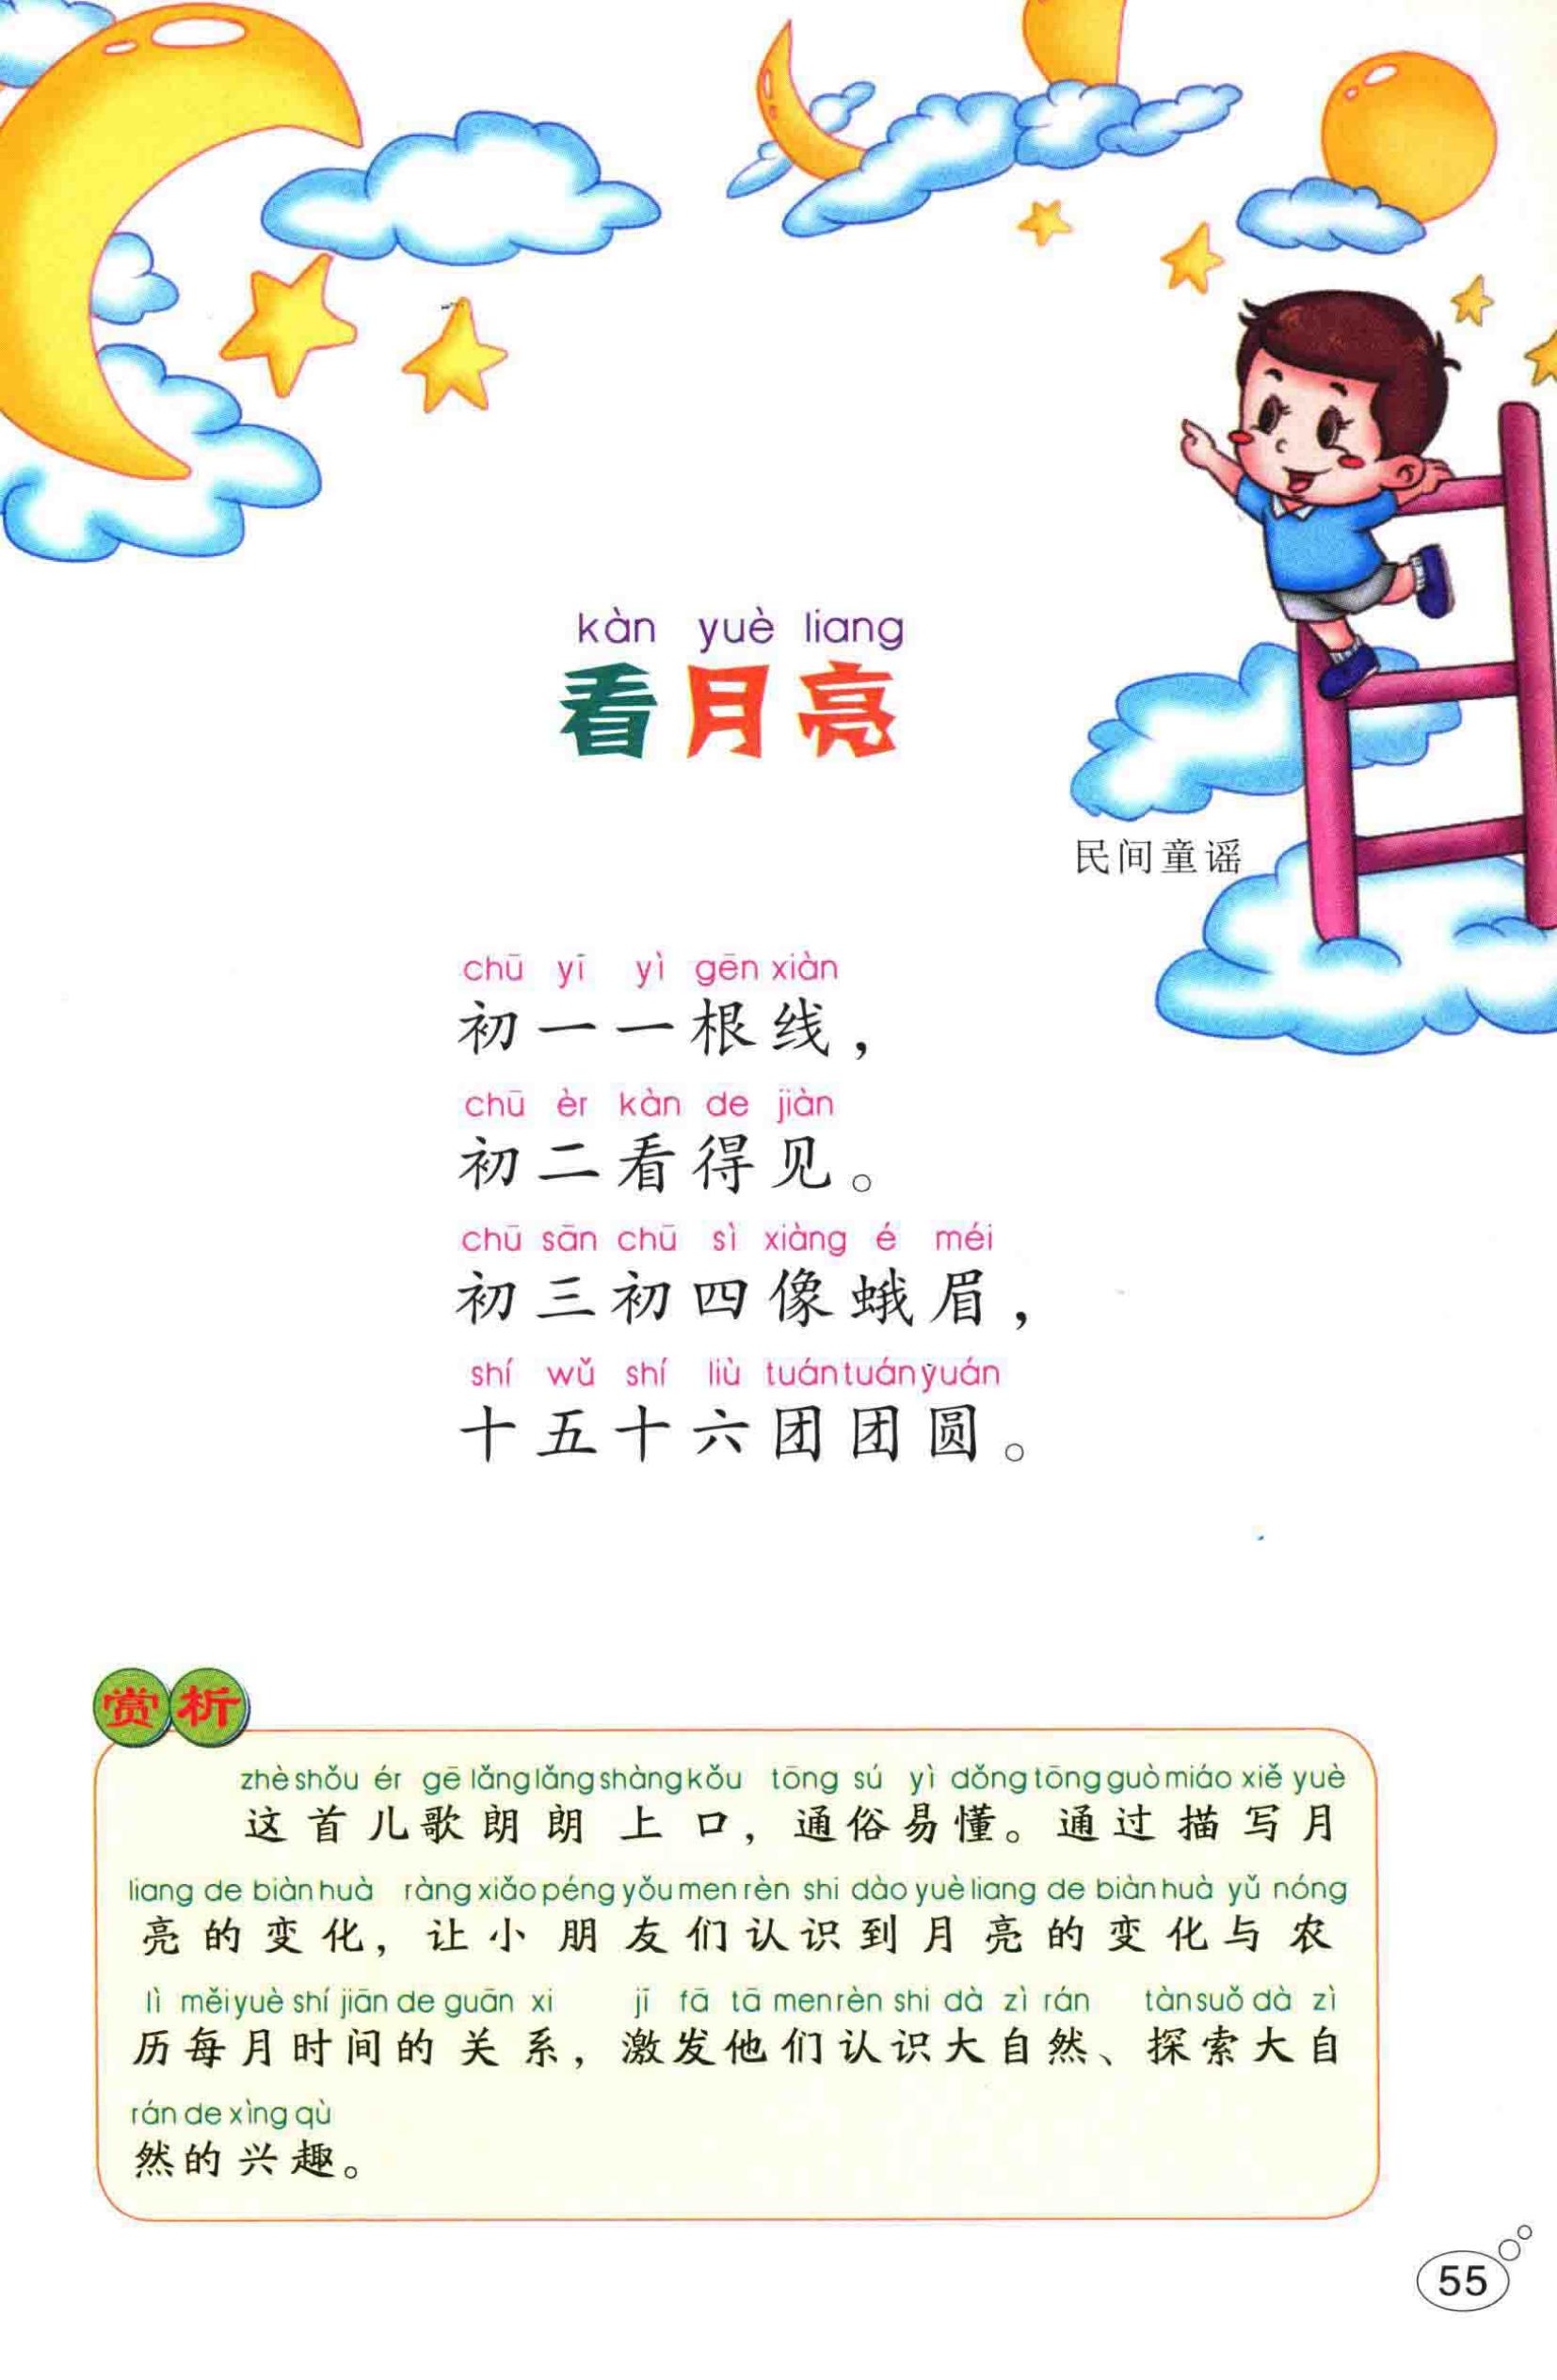 kàn yuè liang
看月亮
民间童谣
chū yī yì gēn xiàn
初一一根线，
chū èr kàn de jiàn
初二看得见。
chū sān chū sì xiàng é méi
初三初四像蛾眉，
shí wǔ shí liù tuán tuán yuán
十五十六团团圆。
赏析
zhè shǒu ér gē lǎng lǎng shàng kǒu tōng sú yì dǒng tōng guò miáo xiě yuè
这首儿歌朗朗上口，通俗易懂。通过描写月
liang de biàn huà ràng xiǎo péng yǒu men rèn shi dào yuè liang de biàn huà yǔ nóng
亮的变化，让小朋友们认识到月亮的变化与农
lì měi yuè shí jiān de guān xi jī fā tā men rèn shi dà zì rán tàn suǒ dà zì
历每月时间的关系，激发他们认识大自然、探索大自
rán de xìng qù
然的兴趣。
55